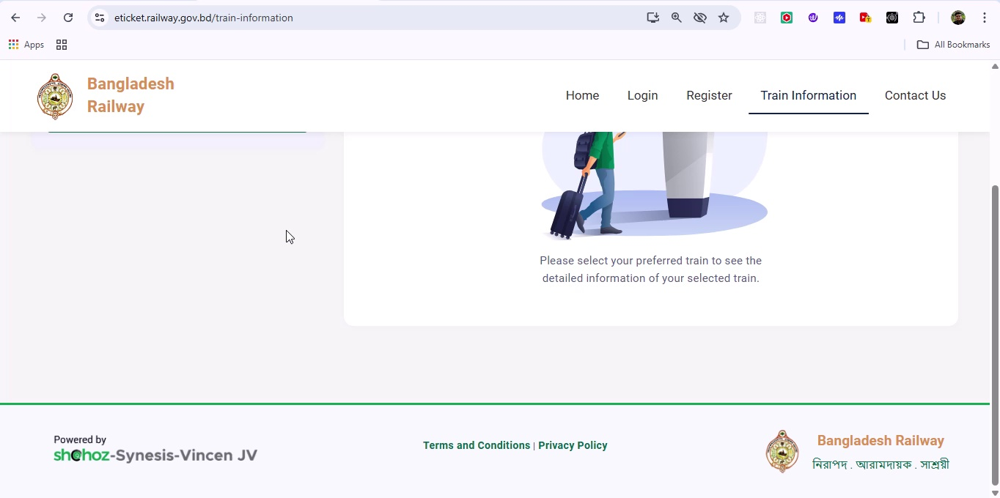 eticket.railway.gov.bd/train-information
Apps
All Bookmarks
Bangladesh
Railway
Home
Login
Register
Train Information
Contact Us
Please select your preferred train to see the
detailed information of your selected train.
Powered by
shohoz-Synesis-Vincen JV
Terms and Conditions | Privacy Policy
Bangladesh Railway
নিরাপদ . আরামদায়ক . সাশ্রয়ী